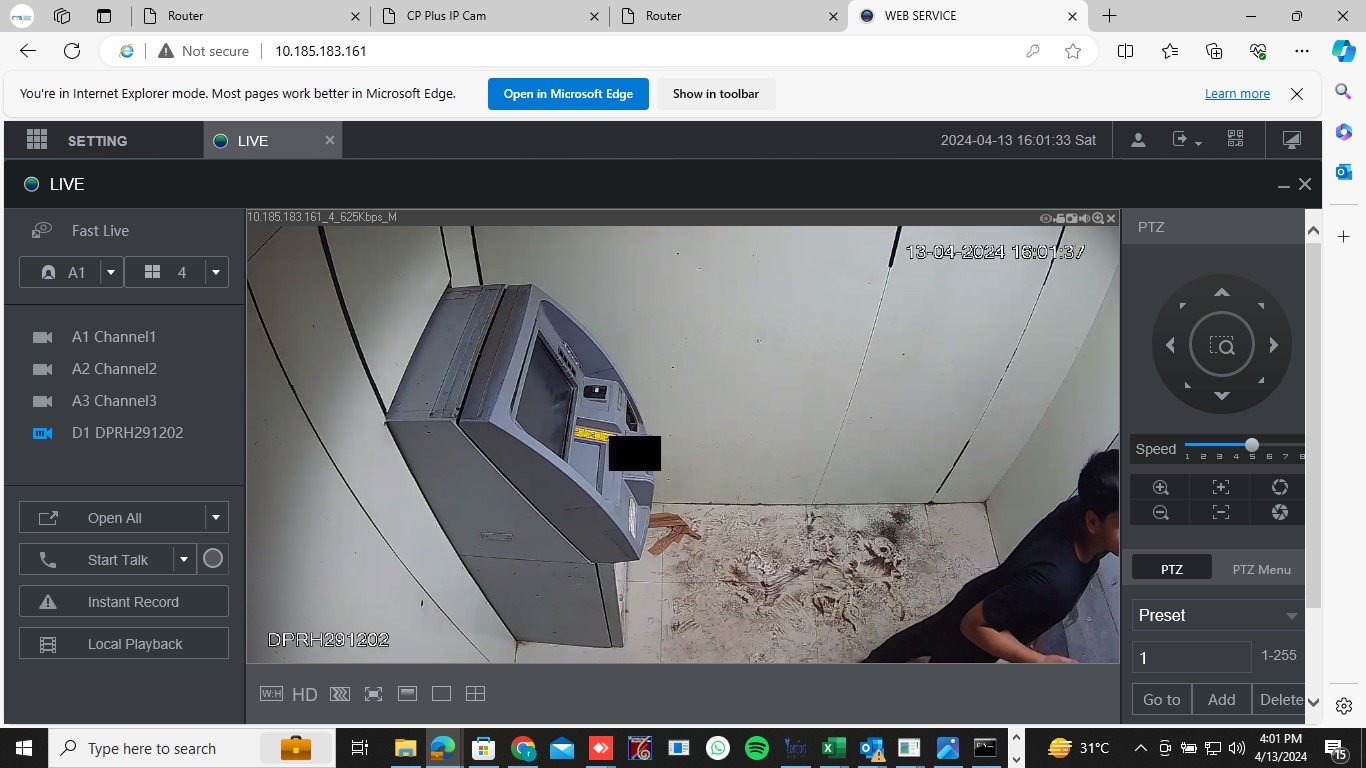 Router
CP Plus IP Cam
Router
WEB SERVICE
Not secure
10.185.183.161
You're in Internet Explorer mode. Most pages work better in Microsoft Edge.
Open in Microsoft Edge
Show in toolbar
Learn more
SETTING
LIVE
2024-04-13 16:01:33 Sat
LIVE
10.185.183.161_4_625Kbps_M
Fast Live
A1
4
PTZ
13-04-2024 16:01:37
A1 Channel1
A2 Channel2
A3 Channel3
D1 DPRH291202
Speed
1 2 3 4 5 6 7 8
Open All
Start Talk
Instant Record
Local Playback
PTZ
PTZ Menu
Preset
1
1-255
Go to
Add
Delete
DPRH291202
W:H
HD
Type here to search
31°C
4:01 PM
4/13/2024
15